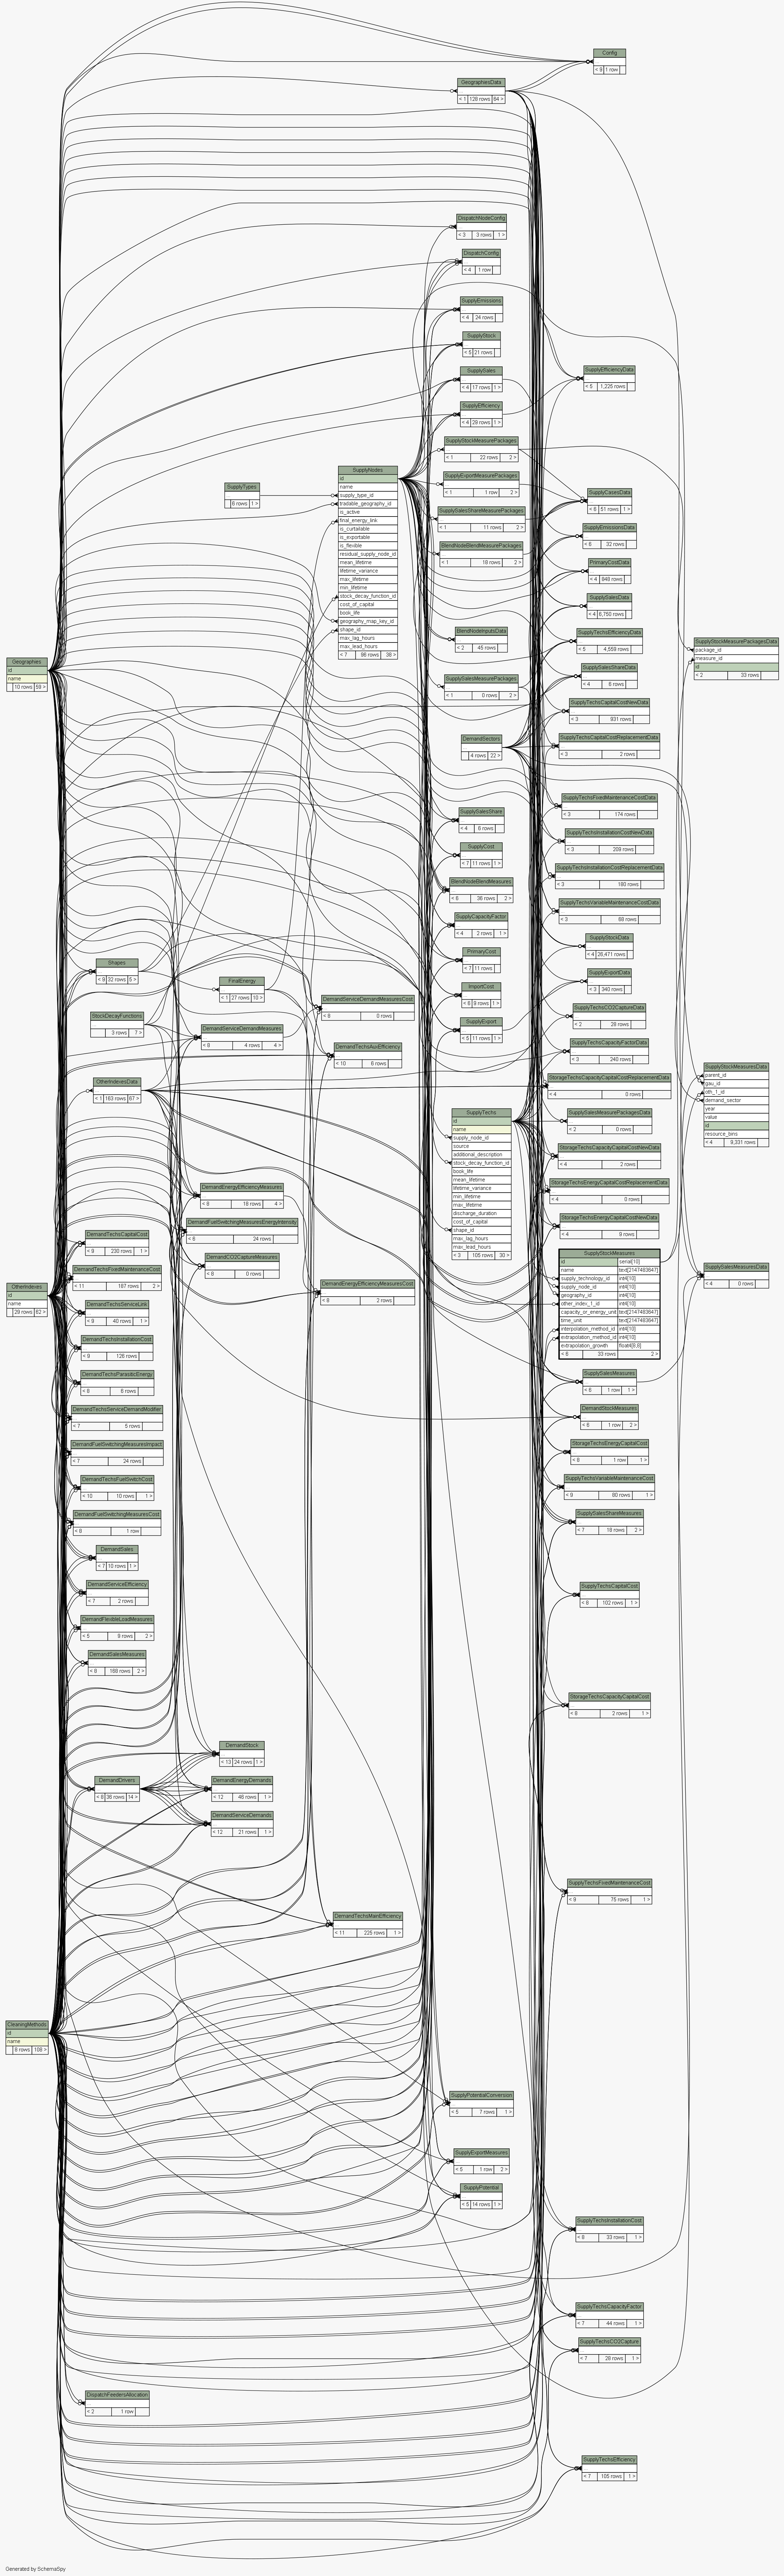 Config
< 9 1 row
GeographiesData
< 1 128 rows 84 >
DispatchNodeConfig
< 3 3 rows 1 >
DispatchConfig
< 4 1 row
SupplyEmissions
< 4 24 rows
SupplyStock
< 5 21 rows
SupplySales
< 4 17 rows 1 >
SupplyEfficiencyData
< 5 1,225 rows
SupplyEfficiency
< 4 29 rows 1 >
SupplyStockMeasurePackages
< 1 22 rows 2 >
SupplyExportMeasurePackages
< 1 1 row 2 >
SupplySalesShareMeasurePackages
< 1 11 rows 2 >
BlendNodeBlendMeasurePackages
< 1 18 rows 2 >
SupplyTypes
6 rows 1 >
SupplyNodes
id
name
supply_type_id
tradable_geography_id
is_active
final_energy_link
is_curtailable
is_exportable
is_flexible
residual_supply_node_id
mean_lifetime
lifetime_variance
max_lifetime
min_lifetime
stock_decay_function_id
cost_of_capital
book_life
geography_map_key_id
shape_id
max_lag_hours
max_lead_hours
< 7 96 rows 38 >
SupplyCasesData
51 rows 1 >
SupplyEmissionsData
< 6 32 rows
PrimaryCostData
< 4 848 rows
SupplySalesData
< 4 6,750 rows
SupplyTechsEfficiencyData
< 5 4,559 rows
SupplySalesShareData
< 4 6 rows
SupplyTechsCapitalCostNewData
< 3 931 rows
SupplyTechsCapitalCostReplacementData
< 3 2 rows
SupplyStockMeasurePackagesData
package_id
measure_id
id
< 2 33 rows
BlendNodeInputsData
< 2 45 rows
SupplySalesMeasurePackages
< 1 0 rows 2 >
DemandSectors
4 rows 22 >
Geographies
id
name
10 rows 59 >
SupplyTechsFixedMaintenanceCostData
< 3 174 rows
SupplyTechsInstallationCostNewData
< 3 209 rows
SupplyTechsInstallationCostReplacementData
< 3 180 rows
SupplyTechsVariableMaintenanceCostData
< 3 88 rows
SupplyStockData
< 4 26,471 rows
SupplyExportData
< 3 340 rows
SupplyTechsCO2CaptureData
< 2 28 rows
SupplyTechsCapacityFactorData
< 3 240 rows
SupplySalesShare
< 4 6 rows
SupplyCost
< 7 11 rows 1 >
BlendNodeBlendMeasures
< 6 38 rows 2 >
SupplyCapacityFactor
< 4 2 rows 1 >
PrimaryCost
< 7 11 rows
ImportCost
< 6 9 rows 1 >
SupplyExport
< 5 11 rows 1 >
Shapes
< 9 32 rows 5 >
FinalEnergy
< 1 27 rows 10 >
DemandServiceDemandMeasuresCost
< 8 0 rows
StockDecayFunctions
3 rows 7 >
DemandServiceDemandMeasures
< 9 4 rows 4 >
DemandTechsAuxEfficiency
< 10 6 rows
OtherIndexesData
< 1 163 rows 87 >
StorageTechsCapacityCapitalCostReplacementData
< 4 0 rows
SupplySalesMeasurePackagesData
< 2 0 rows
StorageTechsCapacityCapitalCostNewData
< 4 2 rows
StorageTechsEnergyCapitalCostReplacementData
< 4 0 rows
StorageTechsEnergyCapitalCostNewData
< 4 9 rows
SupplyStockMeasuresData
parent_id
gau_id
oth_1_id
demand_sector
year
value
id
resource_bins
< 4 9,331 rows
SupplyTechs
id
name
supply_node_id
source
additional_description
stock_decay_function_id
book_life
mean_lifetime
lifetime_variance
min_lifetime
max_lifetime
discharge_duration
cost_of_capital
shape_id
max_lag_hours
max_lead_hours
< 3 105 rows 30 >
DemandEnergyEfficiencyMeasures
< 8 18 rows 4 >
DemandFuelSwitchingMeasuresEnergyIntensity
< 6 24 rows
DemandCO2CaptureMeasures
< 8 0 rows
DemandEnergyEfficiencyMeasuresCost
< 8 2 rows
SupplyStockMeasures
id serial[10]
name text[2147483647]
supply_technology_id int4[10]
supply_node_id int4[10]
geography_id int4[10]
other_index_1_id int4[10]
capacity_or_energy_unit text[2147483647]
time_unit text[2147483647]
interpolation_method_id int4[10]
extrapolation_method_id int4[10]
extrapolation_growth float8[8,8]
< 6 33 rows 2 >
SupplySalesMeasuresData
< 4 0 rows
DemandTechsCapitalCost
< 9 230 rows 1 >
DemandTechsFixedMaintenanceCost
< 11 187 rows 2 >
OtherIndexes
id
name
29 rows 62 >
DemandTechsServiceLink
< 9 40 rows 1 >
DemandTechsInstallationCost
< 9 126 rows
DemandTechsParasiticEnergy
< 8 6 rows
DemandTechsServiceDemandModifier
< 7 5 rows
DemandFuelSwitchingMeasuresImpact
< 7 24 rows
DemandTechsFuelSwitchCost
< 10 10 rows 1 >
DemandFuelSwitchingMeasuresCost
< 8 1 row
DemandSales
< 7 10 rows 1 >
DemandServiceEfficiency
< 7 2 rows
DemandFlexibleLoadMeasures
< 5 8 rows 2 >
DemandSalesMeasures
< 8 168 rows 2 >
SupplySalesMeasures
< 6 1 row 1 >
DemandStockMeasures
< 8 1 row 2 >
StorageTechsEnergyCapitalCost
< 8 1 row 1 >
SupplyTechsVariableMaintenanceCost
< 9 80 rows 1 >
SupplySalesShareMeasures
< 7 18 rows 2 >
SupplyTechsCapitalCost
< 8 102 rows 1 >
StorageTechsCapacityCapitalCost
< 8 2 rows 1 >
DemandStock
< 13 24 rows 1 >
DemandDrivers
< 8 36 rows 14 >
DemandEnergyDemands
< 12 46 rows 1 >
DemandServiceDemands
< 12 21 rows 1 >
SupplyTechsFixedMaintenanceCost
< 9 75 rows 1 >
DemandTechsMainEfficiency
< 11 225 rows 1 >
CleaningMethods
id
name
8 rows 108 >
SupplyPotentialConversion
< 5 7 rows 1 >
SupplyExportMeasures
< 5 1 row 2 >
SupplyPotential
< 5 14 rows 1 >
SupplyTechsInstallationCost
< 8 33 rows 1 >
SupplyTechsCapacityFactor
< 7 44 rows 1 >
SupplyTechsCO2Capture
< 7 28 rows 1 >
DispatchFeedersAllocation
< 2 1 row
SupplyTechsEfficiency
< 7 105 rows 1 >
Generated by SchemaSpy